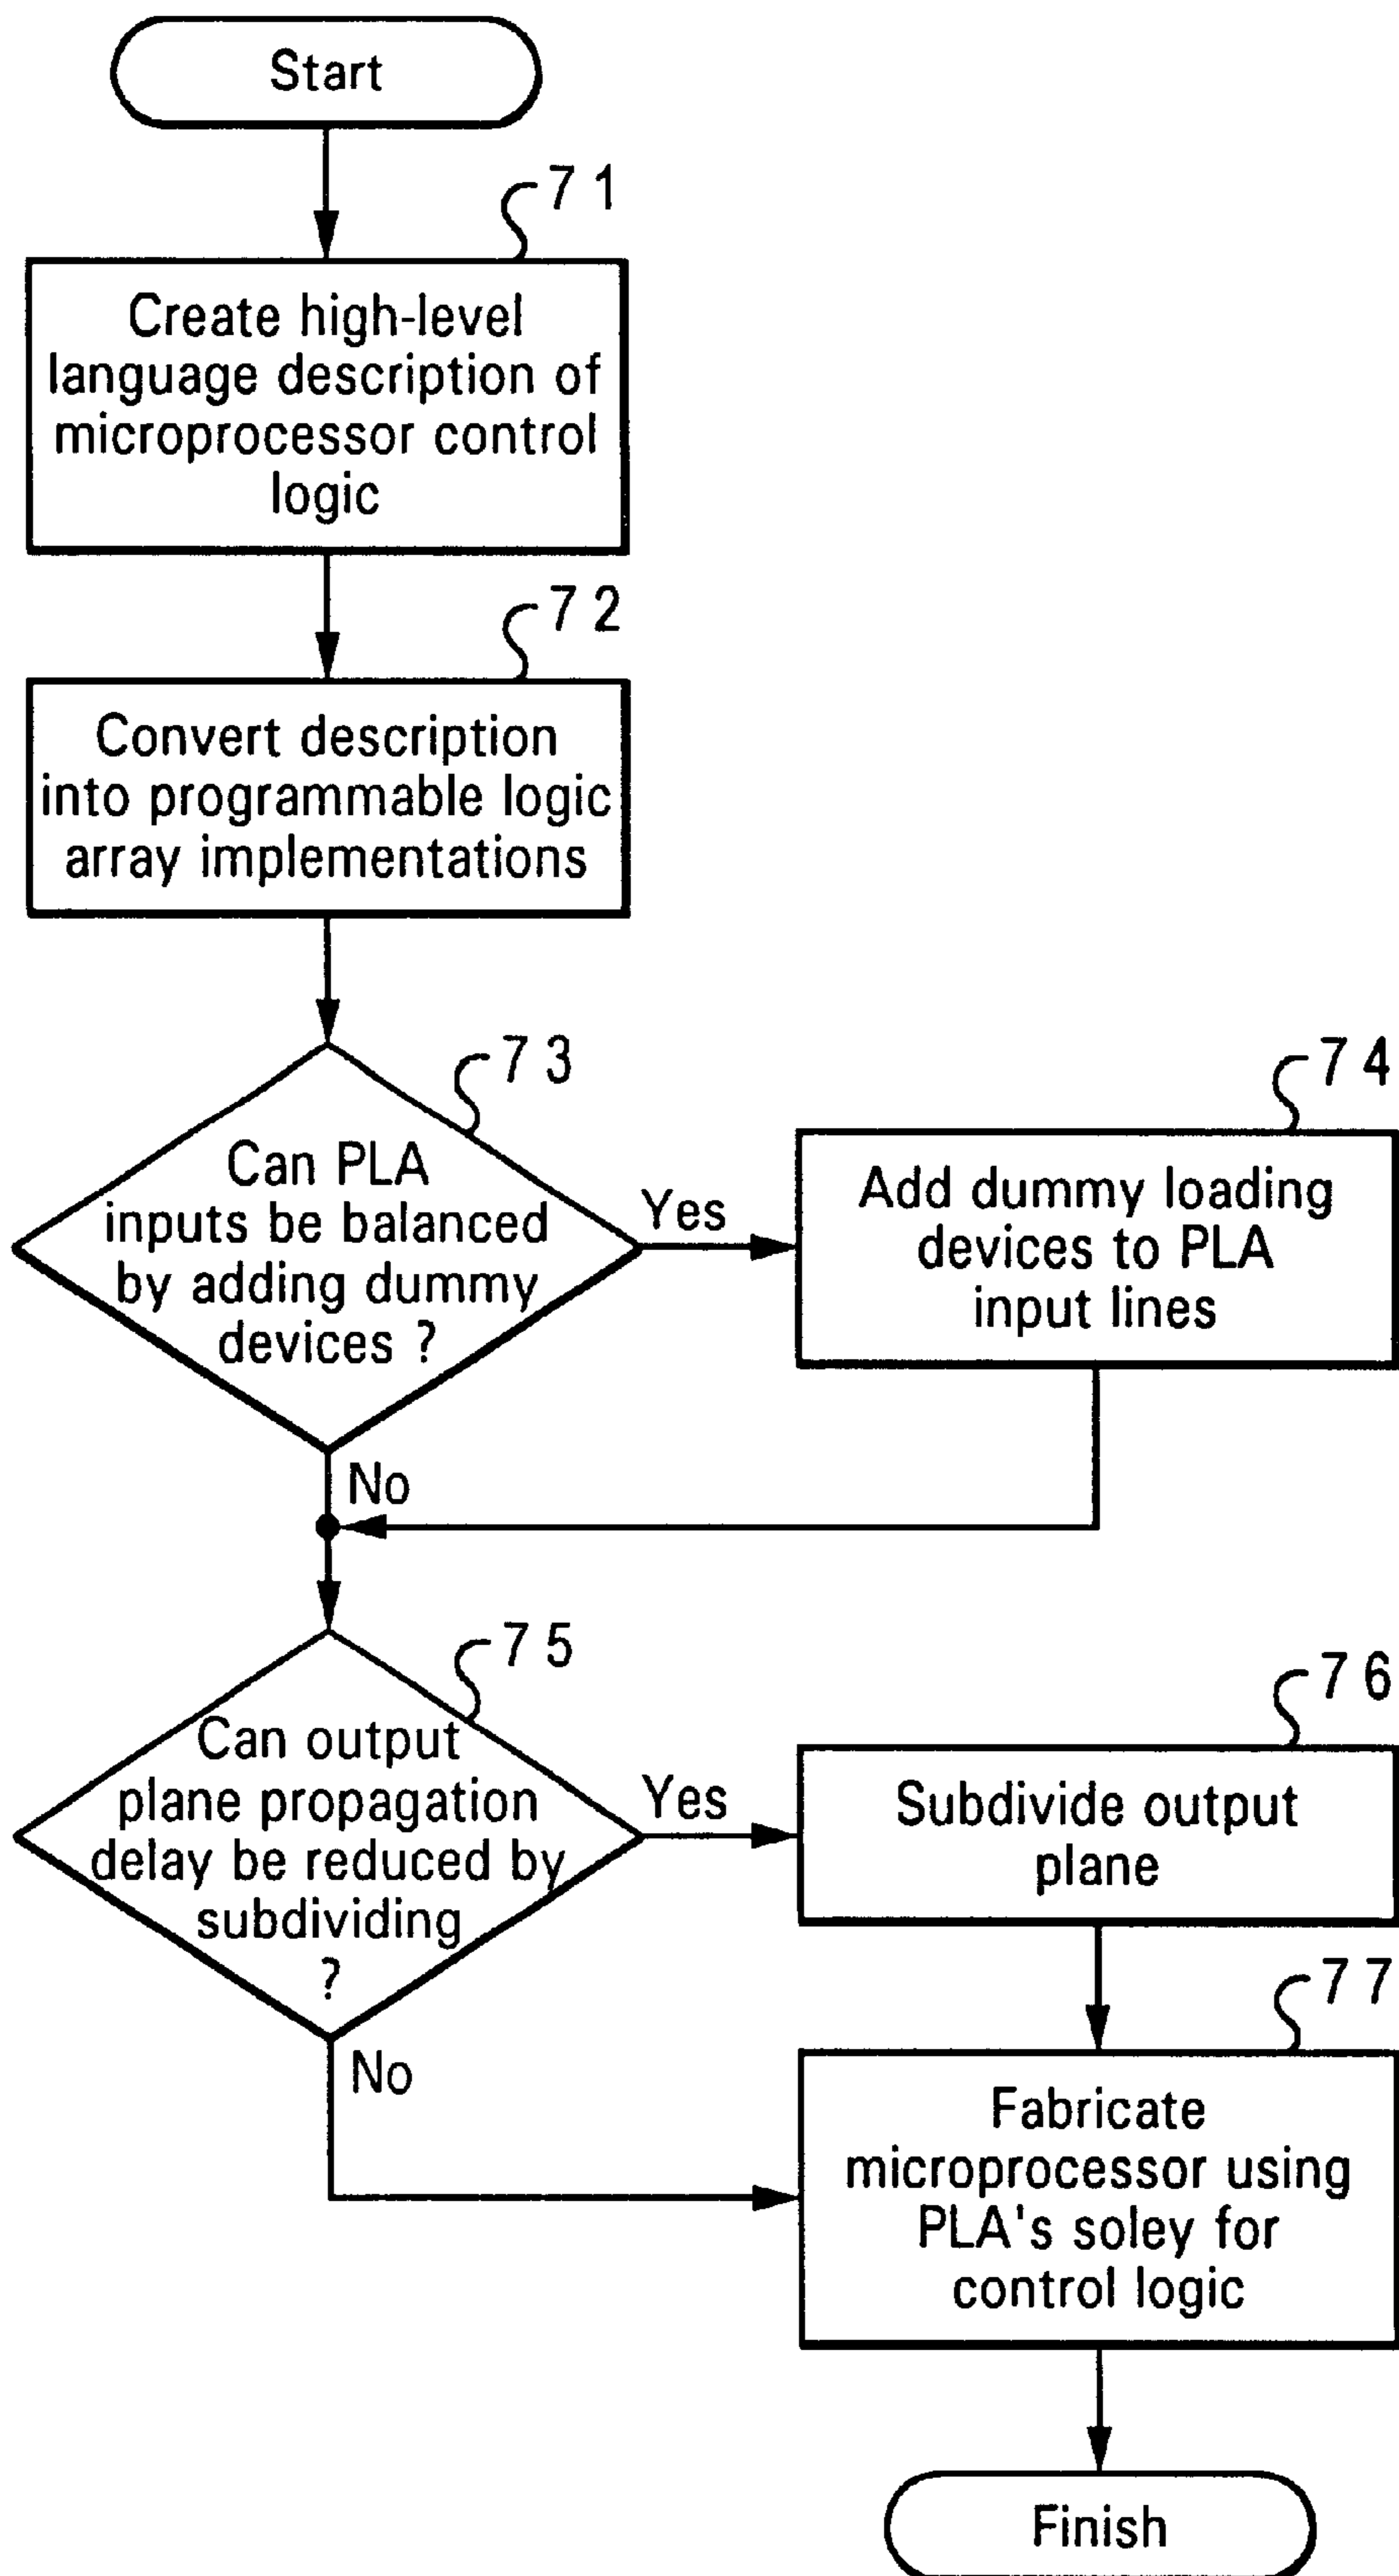 Start
71
Create high-level
language description of
microprocessor control
logic
72
Convert description
into programmable logic
array implementations
73
Can PLA
inputs be balanced
by adding dummy
devices ?
Yes
74
Add dummy loading
devices to PLA
input lines
No
75
Can output
plane propagation
delay be reduced by
subdividing
?
Yes
76
Subdivide output
plane
No
77
Fabricate
microprocessor using
PLA's soley for
control logic
Finish